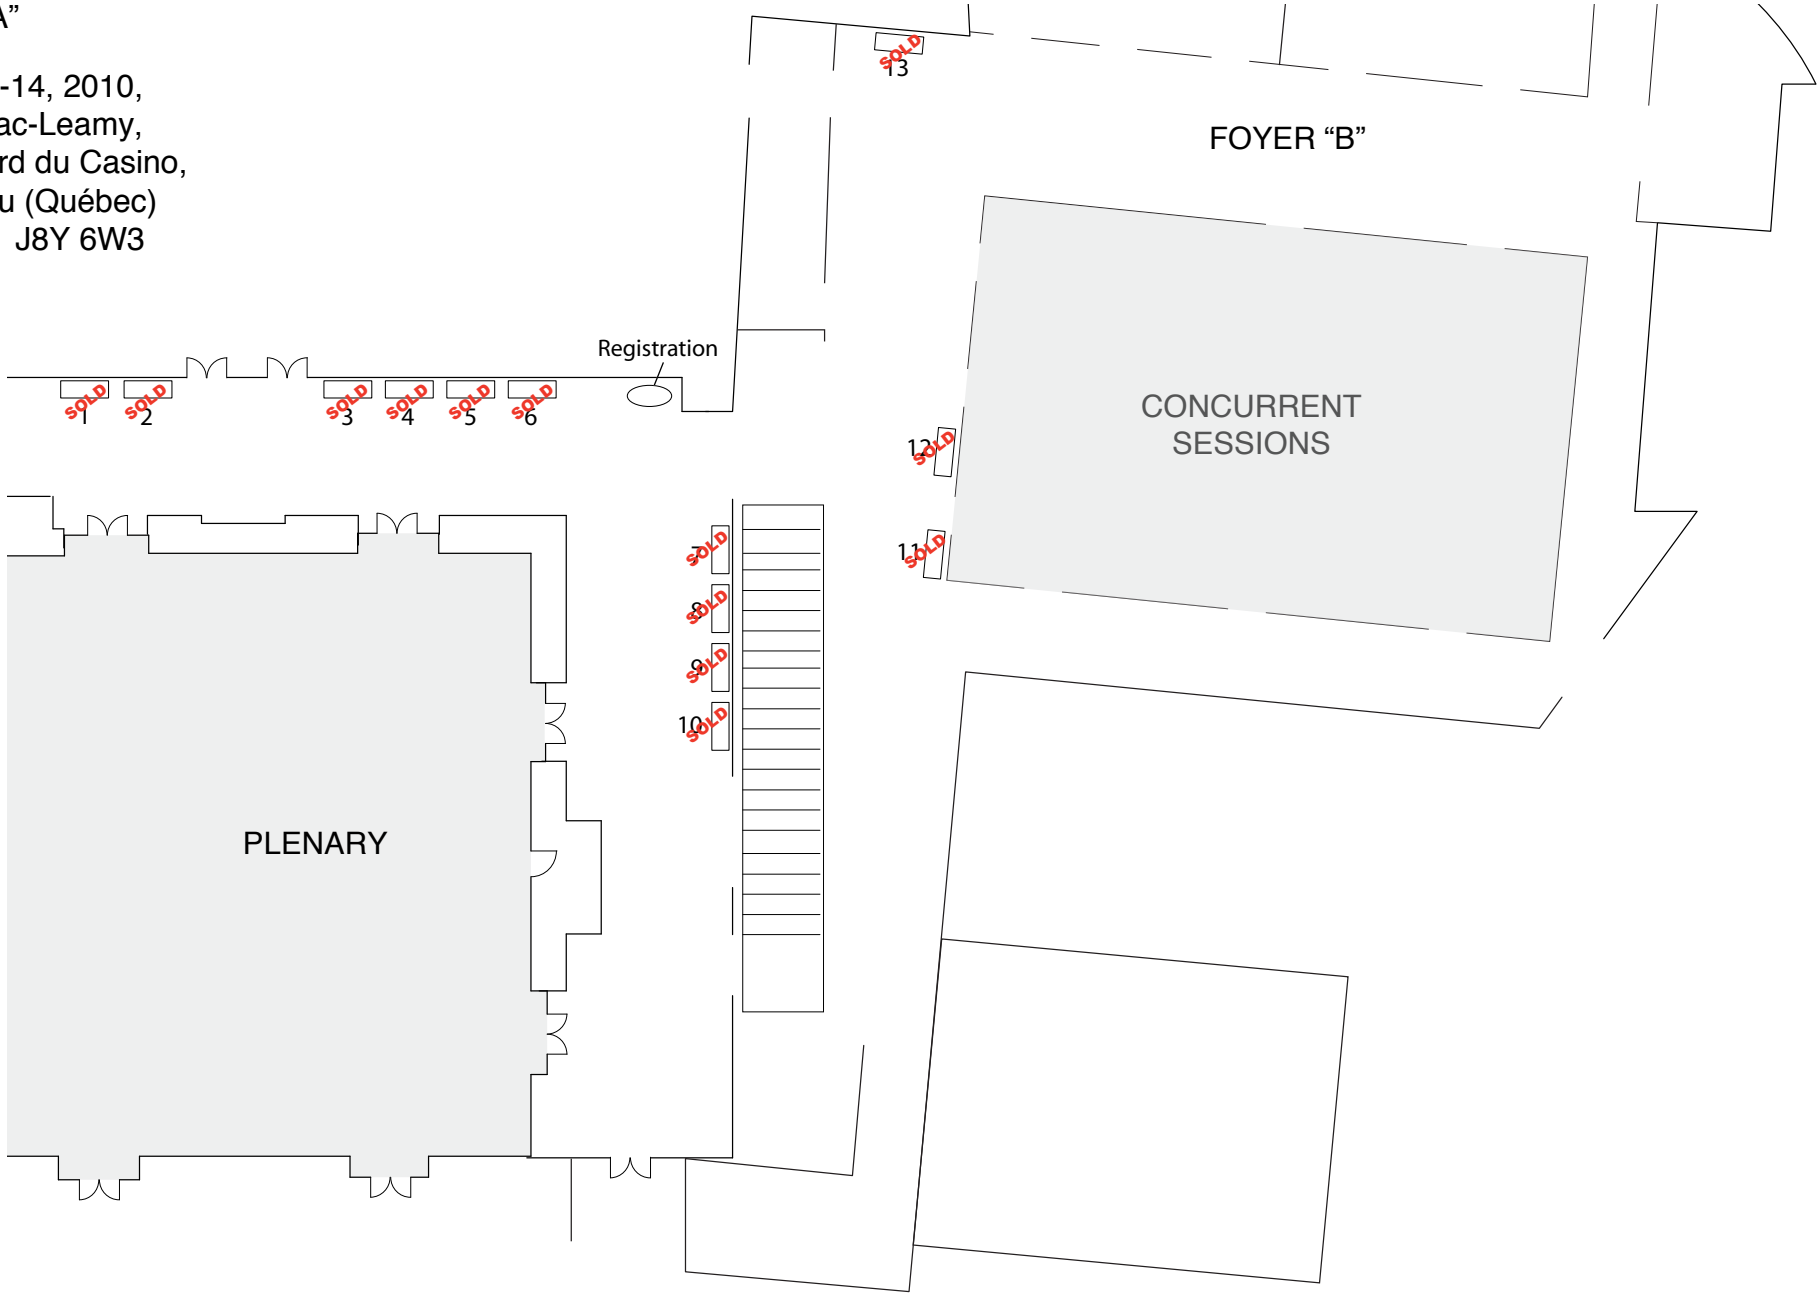 A”
-14, 2010,
ac-Leamy,
rd du Casino,
u (Québec)
J8Y 6W3
SOLD
13
FOYER “B”
Registration
SOLD
1
SOLD
2
SOLD
3
SOLD
4
SOLD
5
SOLD
6
CONCURRENT
SESSIONS
12
SOLD
11
SOLD
7
SOLD
8
SOLD
9
SOLD
10
SOLD
PLENARY